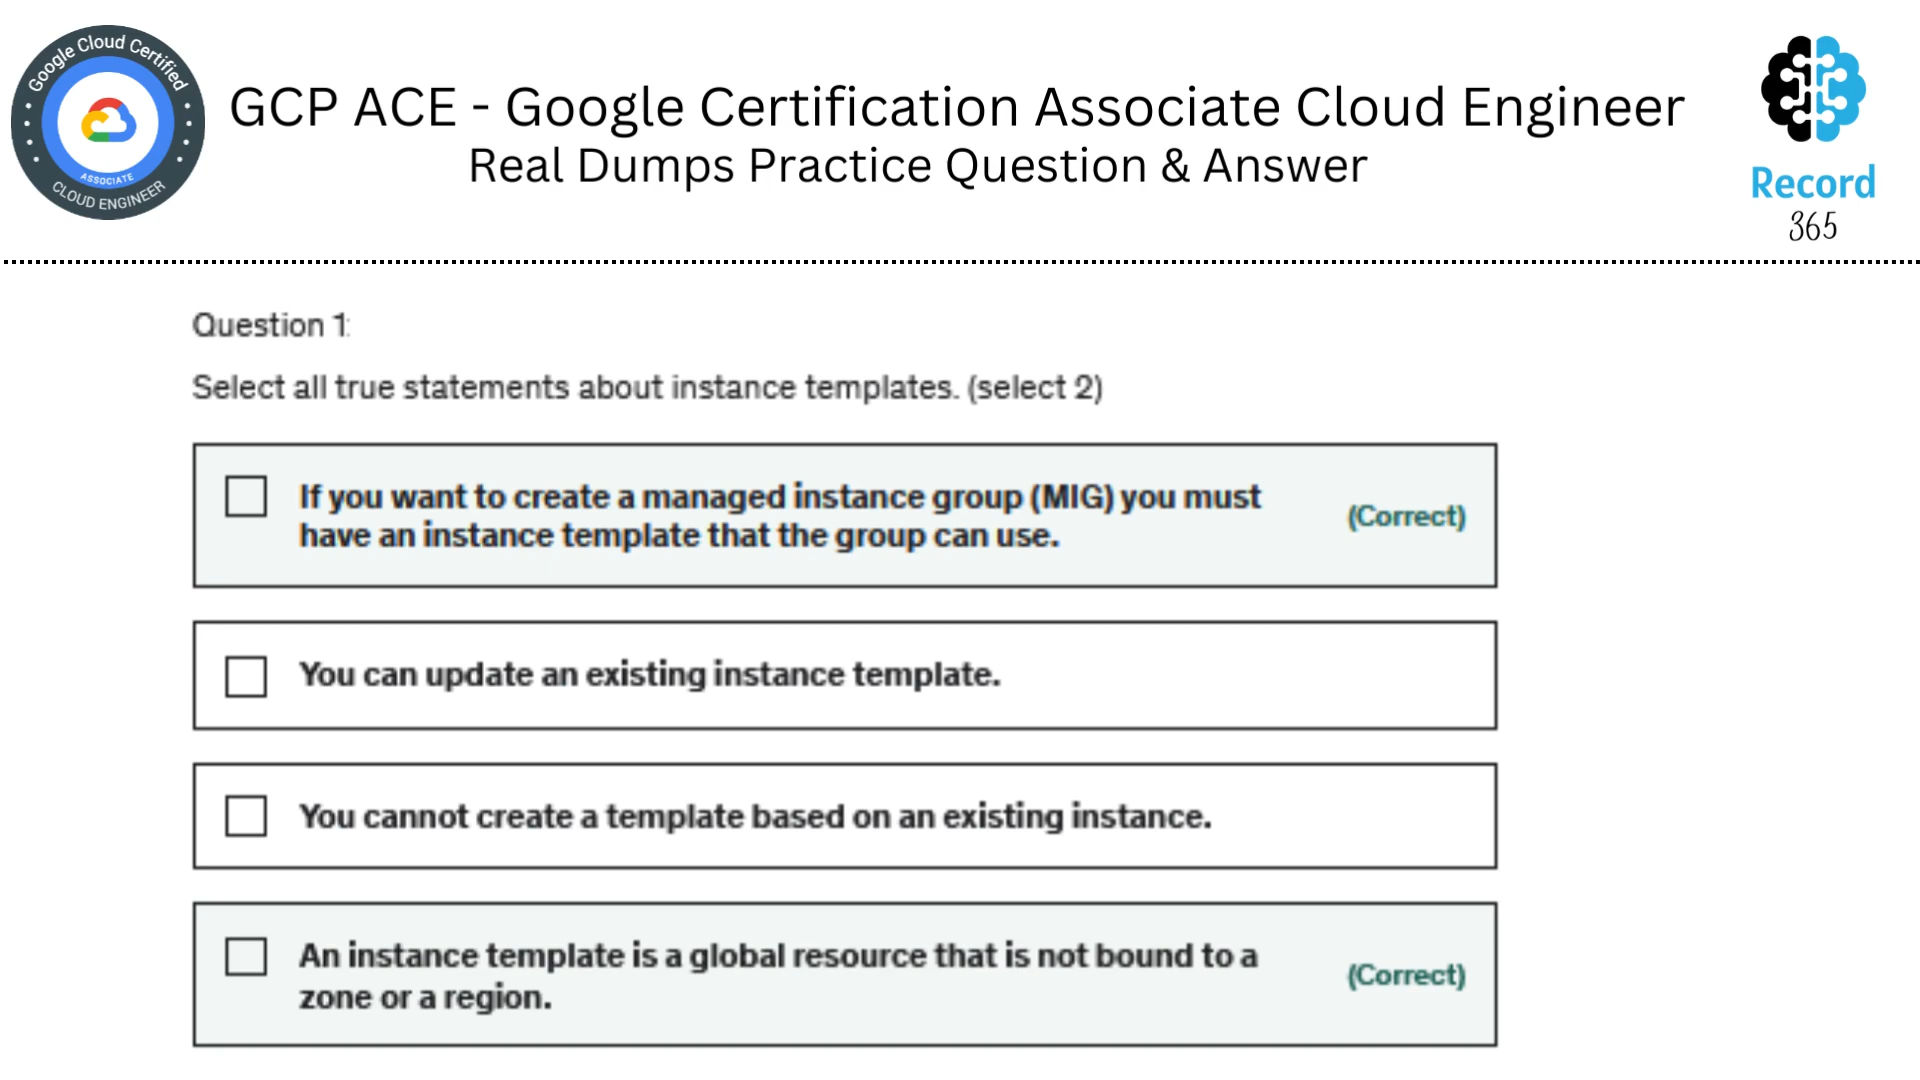 Google Cloud Certified
ASSOCIATE
CLOUD ENGINEER
GCP ACE - Google Certification Associate Cloud Engineer
Real Dumps Practice Question & Answer
Record
365
Question 1:
Select all true statements about instance templates. (select 2)
If you want to create a managed instance group (MIG) you must
have an instance template that the group can use.
(Correct)
You can update an existing instance template.
You cannot create a template based on an existing instance.
An instance template is a global resource that is not bound to a
zone or a region.
(Correct)